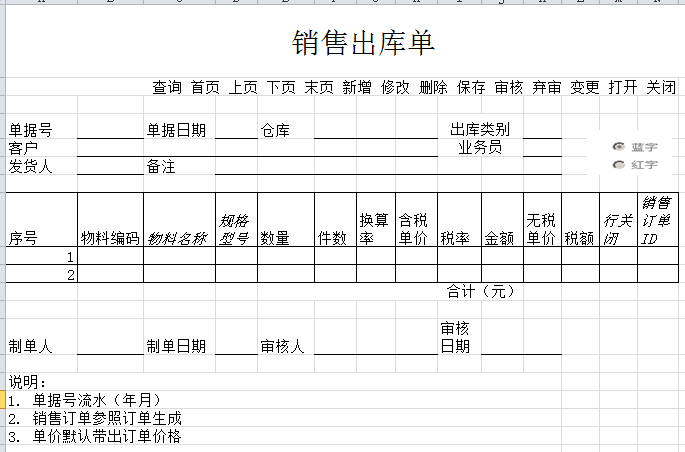 销售出库单
查询 首页 上页 下页 末页 新增 修改 删除 保存 审核 弃审 变更 打开 关闭
单据号 单据日期 仓库 出库类别
客户 业务员 蓝字
发货人 备注 红字
序号 物料编码 物料名称 规格型号 数量 件数 换算率 含税单价 税率 金额 无税单价 税额 行关闭 销售订单ID
1
2
合计（元）
制单人 制单日期 审核人 审核日期
说明：
1. 单据号流水（年月）
2. 销售订单参照订单生成
3. 单价默认带出订单价格